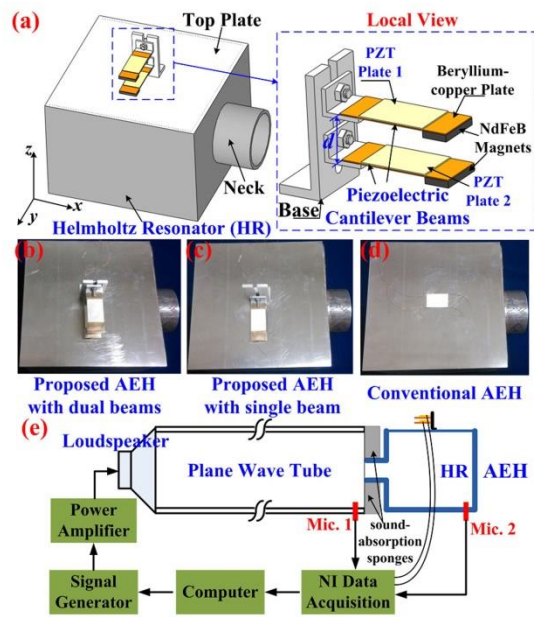 (a)
Top Plate
Neck
z
x
y
Helmholtz Resonator (HR)
Local View
PZT
Plate 1
Beryllium-
copper Plate
NdFeB
Magnets
d
PZT
Plate 2
Base
Piezoelectric
Cantilever Beams
(b)
Proposed AEH
with dual beams
(c)
Proposed AEH
with single beam
(d)
Conventional AEH
(e)
Loudspeaker
Plane Wave Tube
HR
AEH
Power
Amplifier
Mic. 1
sound-
absorption
sponges
Mic. 2
Signal
Generator
Computer
NI Data
Acquisition